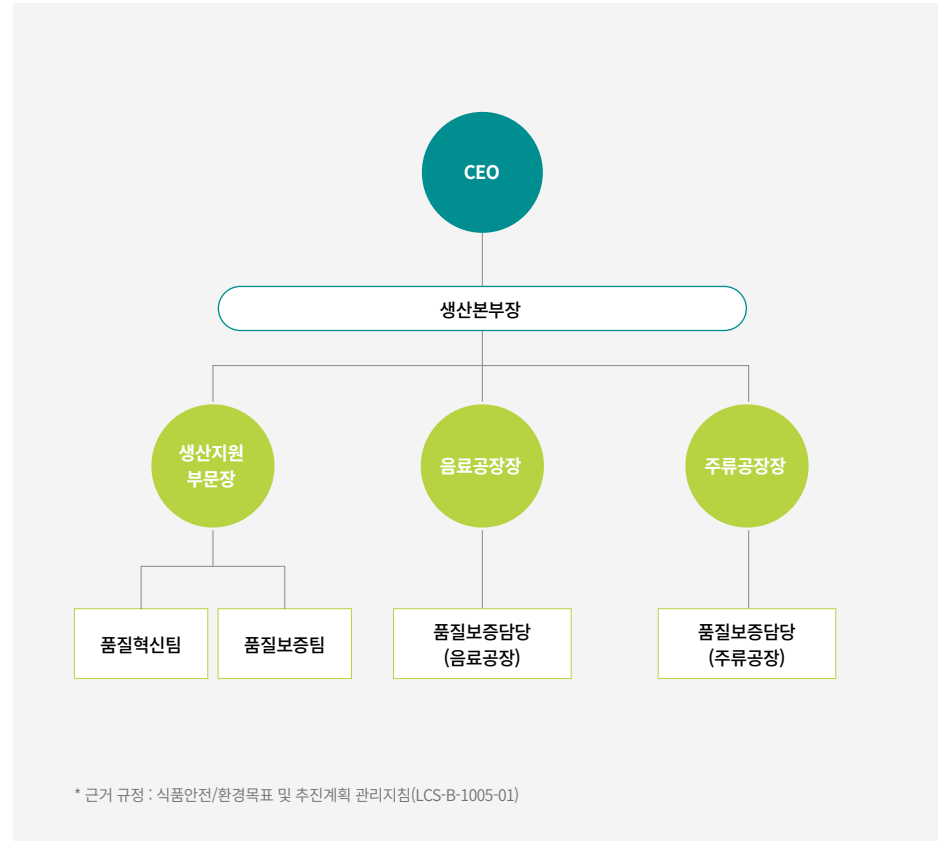 CEO
생산본부장
생산지원
부문장
음료공장장
주류공장장
품질혁신팀
품질보증팀
품질보증담당
(음료공장)
품질보증담당
(주류공장)
* 근거 규정 : 식품안전/환경목표 및 추진계획 관리지침(LCS-B-1005-01)